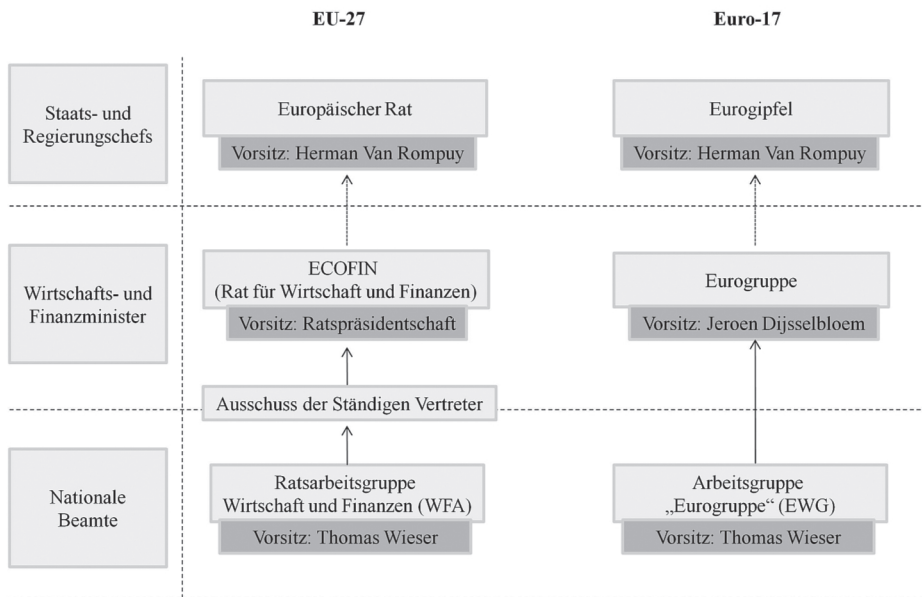 EU-27
Euro-17
Staats- und
Regierungschefs
Europäischer Rat
Vorsitz: Herman Van Rompuy
Eurogipfel
Vorsitz: Herman Van Rompuy
Wirtschafts- und
Finanzminister
ECOFIN
(Rat für Wirtschaft und Finanzen)
Vorsitz: Ratspräsidentschaft
Eurogruppe
Vorsitz: Jeroen Dijsselbloem
Ausschuss der Ständigen Vertreter
Nationale
Beamte
Ratsarbeitsgruppe
Wirtschaft und Finanzen (WFA)
Vorsitz: Thomas Wieser
Arbeitsgruppe
„Eurogruppe“ (EWG)
Vorsitz: Thomas Wieser